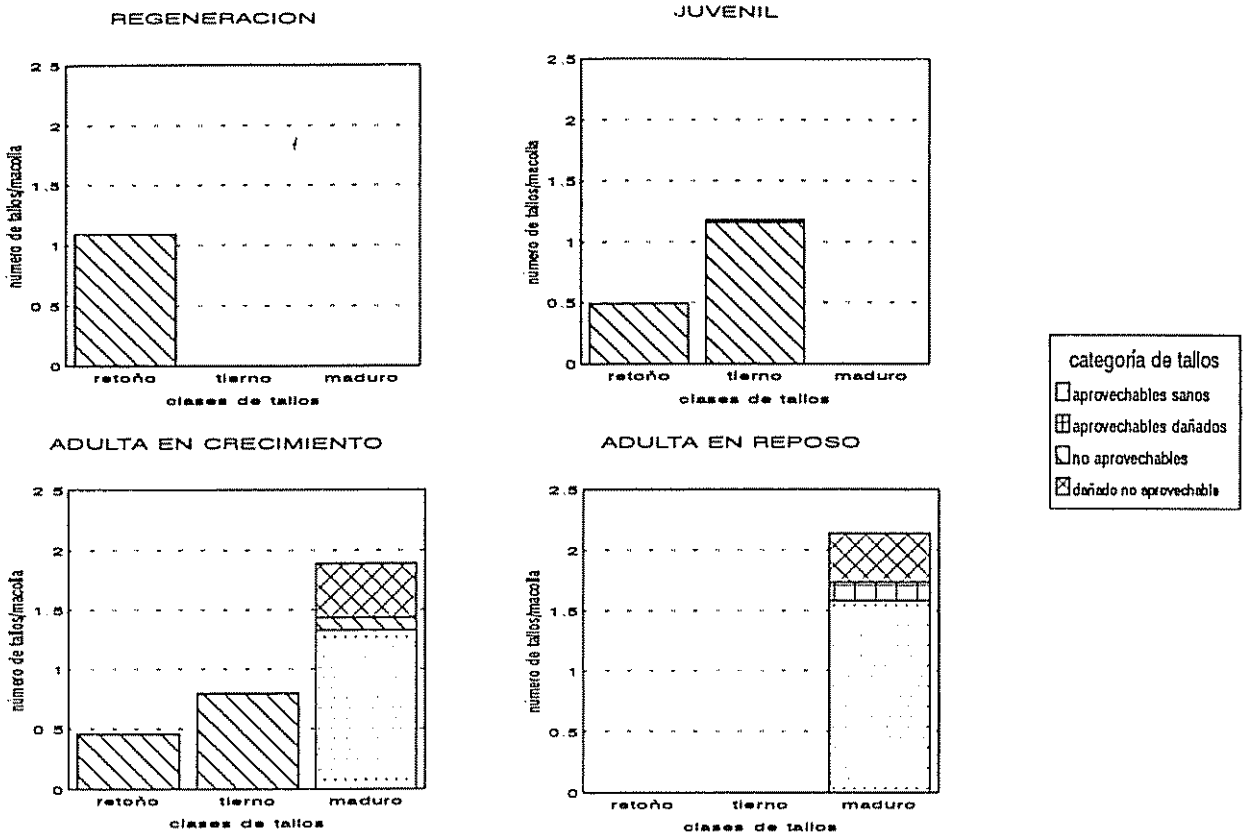 REGENERACION
número de tallos/macolla
2 5
2
1.5
1
0 5
0
retoño tierno maduro
clases de tallos
JUVENIL
número de tallos/macolla
2.5
2
1.5
1
0.5
0
retoño tierno maduro
clases de tallos
categoría de tallos
aprovechables sanos
aprovechables dañados
no aprovechables
dañado no aprovechable
ADULTA EN CRECIMIENTO
número de tallos/macolla
2 5
2
1.5
1
0 5
0
retoño tierno maduro
clases de tallos
ADULTA EN REPOSO
número de tallos/macolla
2.5
2
1.5
1
0.5
0
retoño tierno maduro
clases de tallos